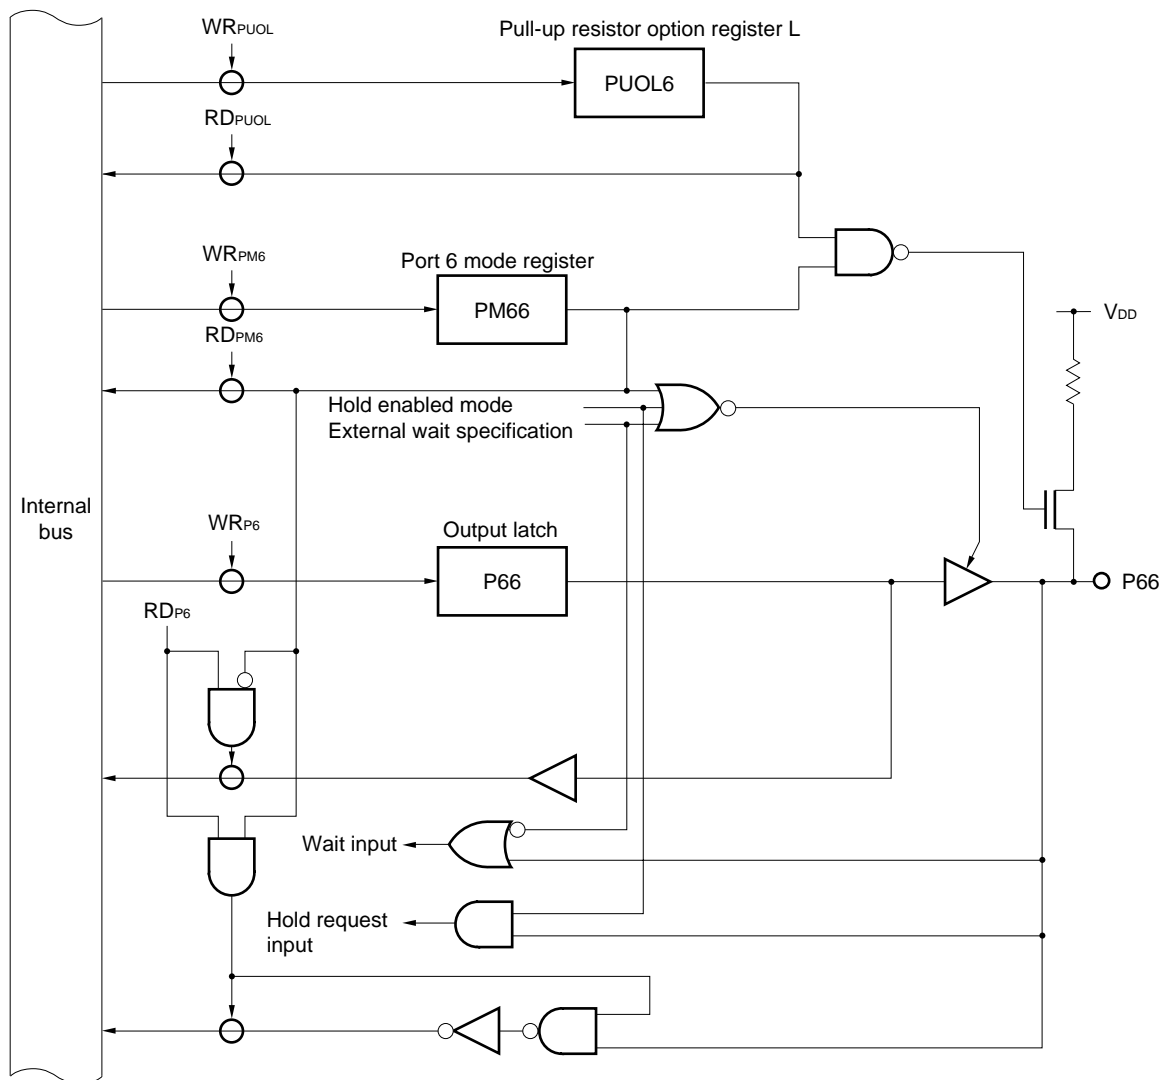 WRPUOL
Pull-up resistor option register L
PUOL6
RDPUOL
WRPM6
Port 6 mode register
PM66
RDPM6
VDD
Hold enabled mode
External wait specification
Internal
bus
WRP6
Output latch
P66
P66
RDP6
Wait input
Hold request
input